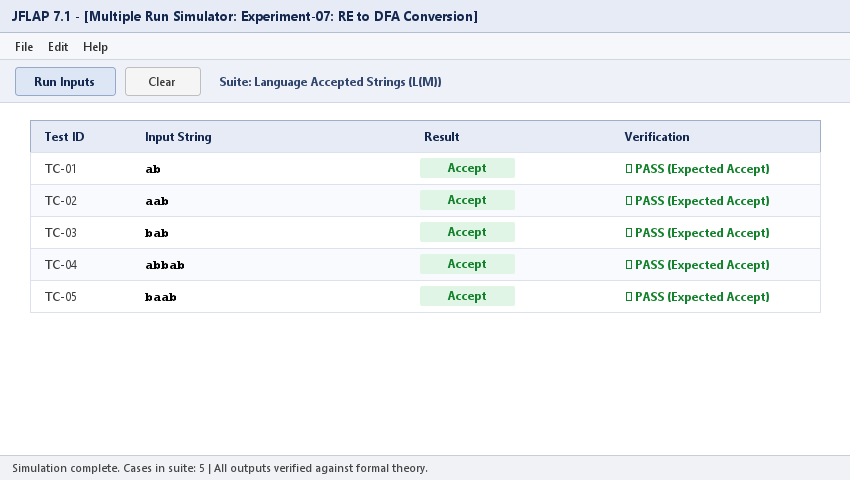 JFLAP 7.1 - [Multiple Run Simulator: Experiment-07: RE to DFA Conversion]
File Edit Help
Run Inputs Clear Suite: Language Accepted Strings (L(M))
Test ID Input String Result Verification
TC-01 ab Accept PASS (Expected Accept)
TC-02 aab Accept PASS (Expected Accept)
TC-03 bab Accept PASS (Expected Accept)
TC-04 abbab Accept PASS (Expected Accept)
TC-05 baab Accept PASS (Expected Accept)
Simulation complete. Cases in suite: 5 | All outputs verified against formal theory.